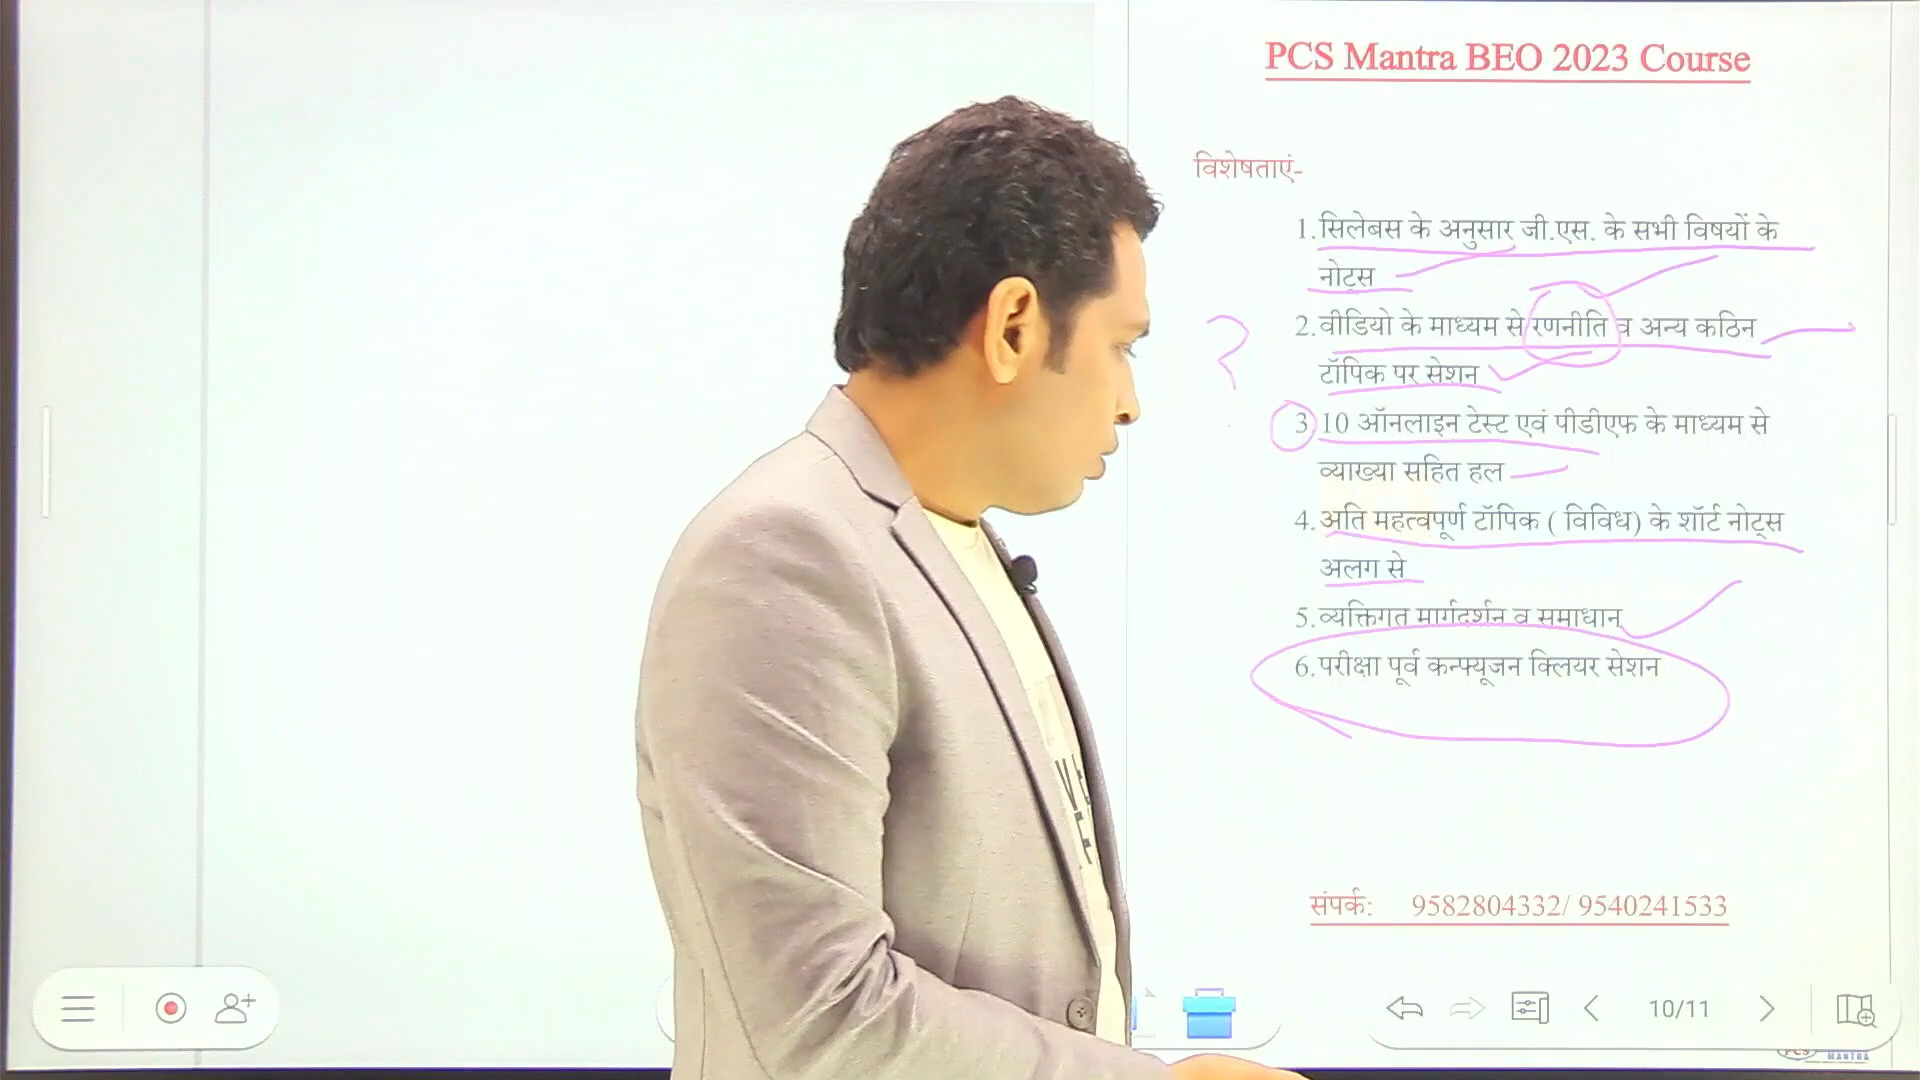 PCS Mantra BEO 2023 Course
विशेषताएं-
1. सिलेबस के अनुसार जी.एस. के सभी विषयों के
नोट्स
2. वीडियो के माध्यम से रणनीति व अन्य कठिन
टॉपिक पर सेशन
3. 10 ऑनलाइन टेस्ट एवं पीडीएफ के माध्यम से
व्याख्या सहित हल
4. अति महत्वपूर्ण टॉपिक ( विविध) के शॉर्ट नोट्स
अलग से
5. व्यक्तिगत मार्गदर्शन व समाधान
6. परीक्षा पूर्व कन्फ्यूजन क्लियर सेशन
संपर्क: 9582804332/ 9540241533
10/11
PCS MANTRA